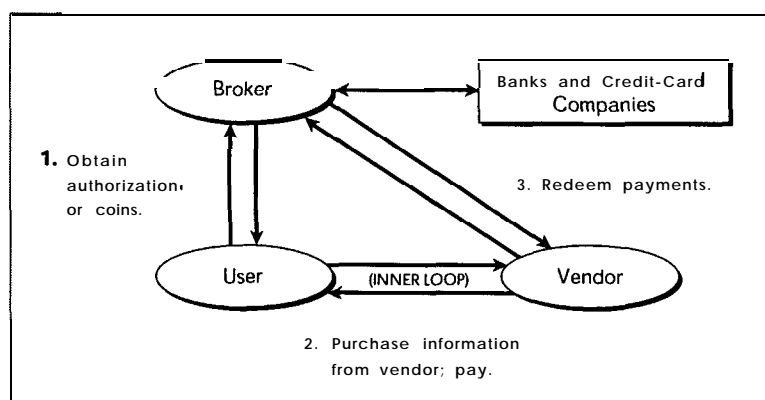 Broker
Banks and Credit-Card
Companies
1. Obtain
authorization
or coins.
3. Redeem payments.
User
(INNER LOOP)
Vendor
2. Purchase information
from vendor; pay.